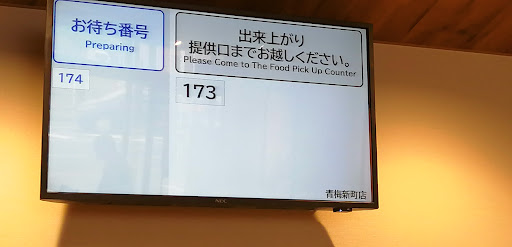 お待ち番号
Preparing
174
出来上がり
提供口までお越しください。
Please Come to The Food Pick Up Counter
173
青梅新町店
NEC